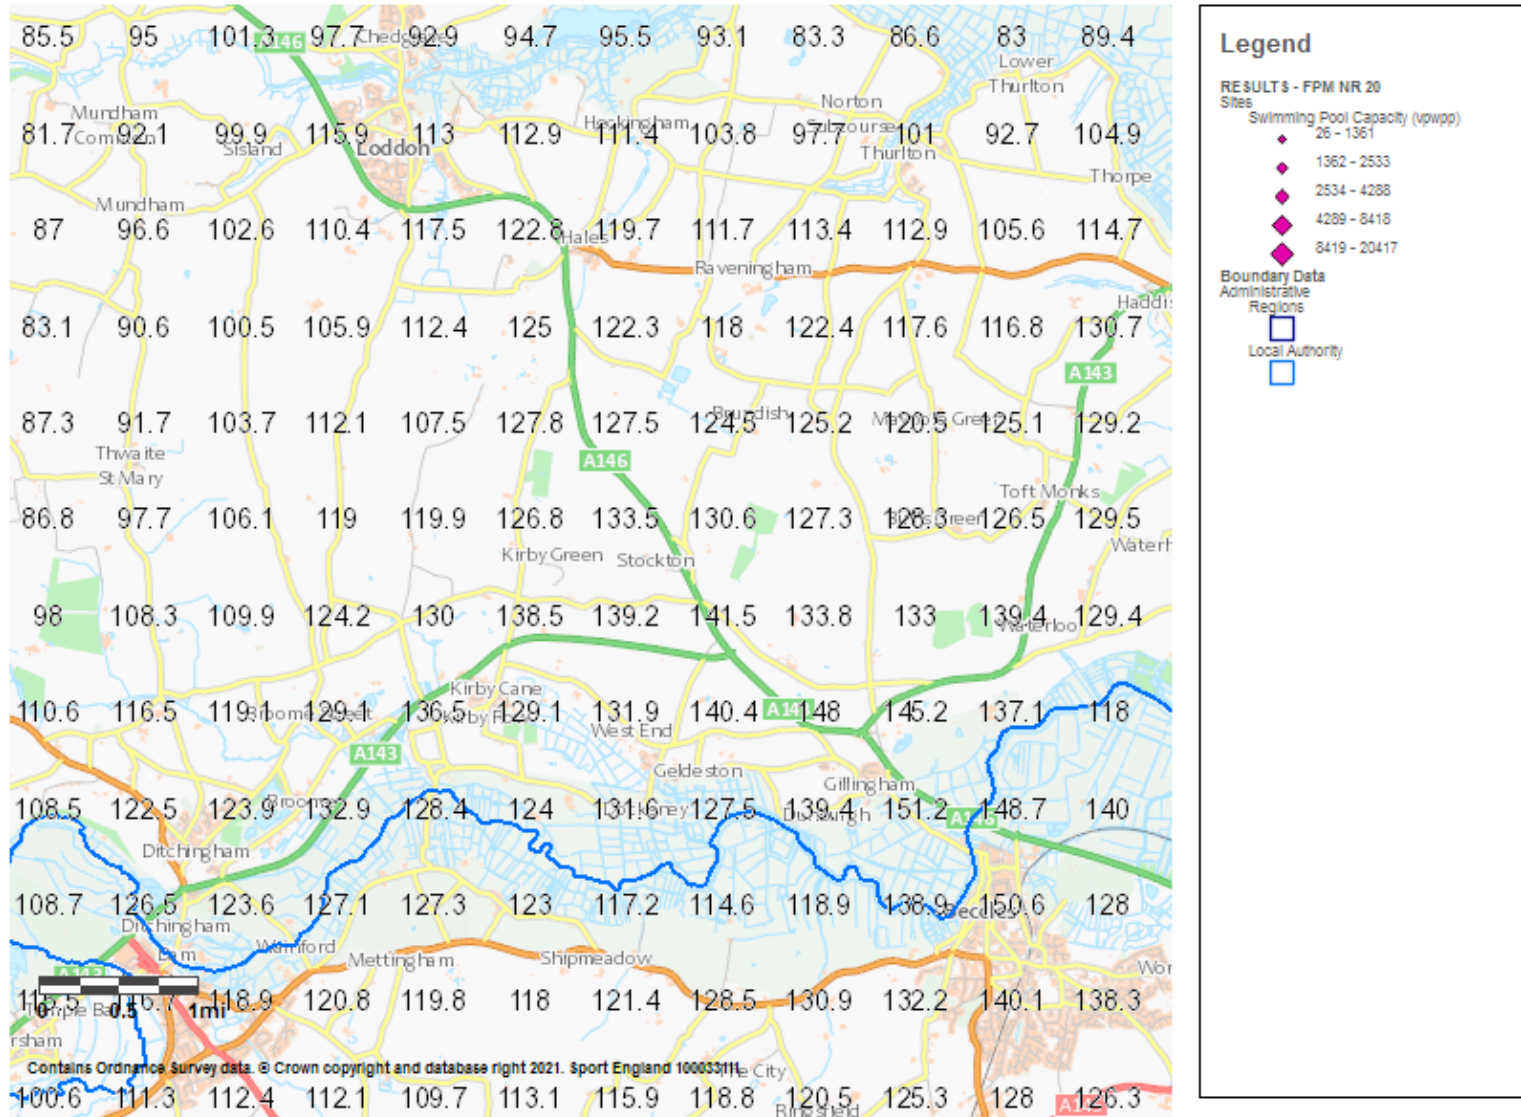 85.5 95 101.3 97.7 92.9 94.7 95.5 93.1 83.3 86.6 83 89.4
A146
Lower
Thurlton
Mundham
Common
Norton
Subcourse
81.7 92.1 99.9 115.9 113 112.9 111.4 103.8 97.7 101 92.7 104.9
Heckingham
Sisland
Loddon
Thurlton
Thorpe
Mundham
87 96.6 102.6 110.4 117.5 122.8 119.7 111.7 113.4 112.9 105.6 114.7
Hales
Raveningham
83.1 90.6 100.5 105.9 112.4 125 122.3 118 122.4 117.6 116.8 130.7
A143
87.3 91.7 103.7 112.1 107.5 127.8 127.5 124.5 125.2 120.5 125.1 129.2
Brundish
Thwaite
St Mary
A146
Toft Monks
86.8 97.7 106.1 119 119.9 126.8 133.5 130.6 127.3 128.3 126.5 129.5
Kirby Green
Stockton
98 108.3 109.9 124.2 130 138.5 139.2 141.5 133.8 133 139.4 129.4
Waterloo
Kirby Cane
110.6 116.5 119.1 129.1 136.5 129.1 131.9 140.4 148 145.2 137.1 118
Broome Street
West End
A143
Geldeston
Gillingham
108.5 122.5 123.9 132.9 128.4 124 131.6 127.5 139.4 151.2 148.7 140
Broome
Dunburgh
A146
Ditchingham
108.7 126.5 123.6 127.1 127.3 123 117.2 114.6 118.9 138.9 150.6 128
Beccles
Ditchingham
Dam
Wainford
Mettingham
Shipmeadow
A143
118.9 120.8 119.8 118 121.4 128.5 130.9 132.2 140.1 138.3
0 0.5 1mi
Contains Ordnance Survey data. © Crown copyright and database right 2021. Sport England 100033111
The City
100.6 111.3 112.4 112.1 109.7 113.1 115.9 118.8 120.5 125.3 128 126.3
Ringsfield
Legend
RESULTS - FPM NR 20
Sites
Swimming Pool Capacity (vpwpp)
26 - 1361
1362 - 2533
2534 - 4288
4289 - 8418
8419 - 20417
Boundary Data
Administrative
Regions
Local Authority